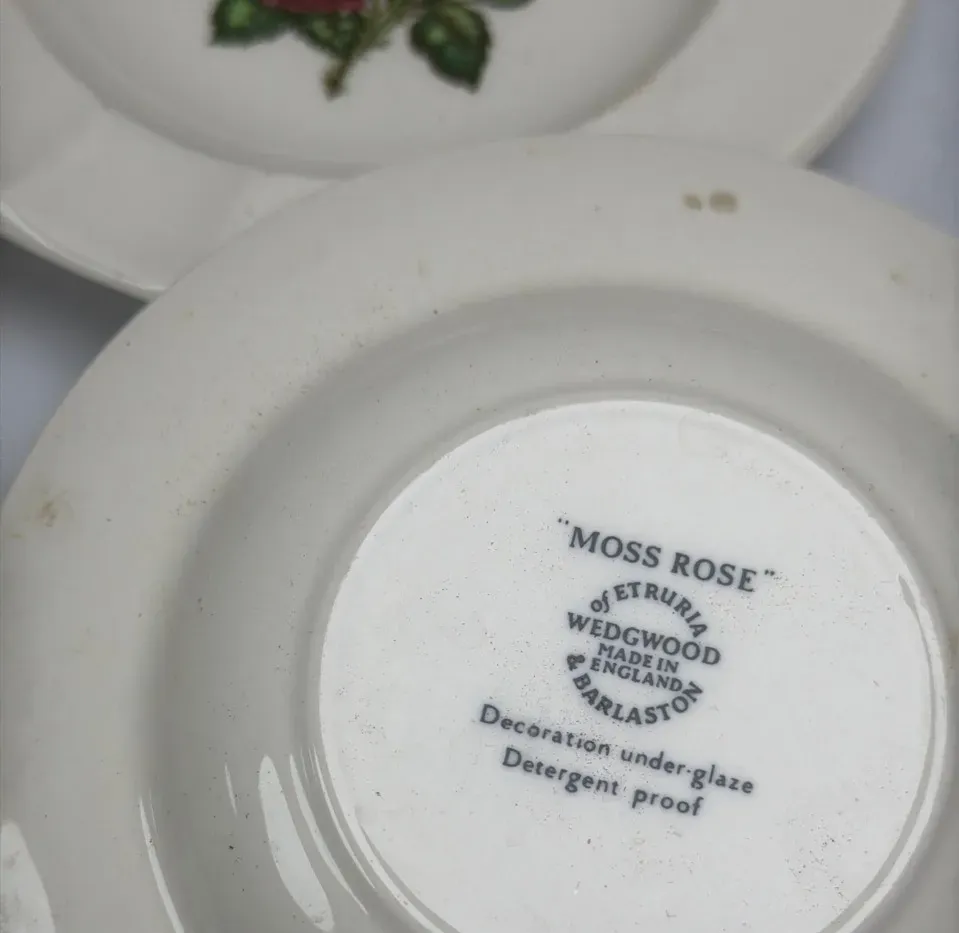 "MOSS ROSE"
of ETRURIA
WEDGWOOD
MADE IN
ENGLAND
& BARLASTON
Decoration under-glaze
Detergent proof